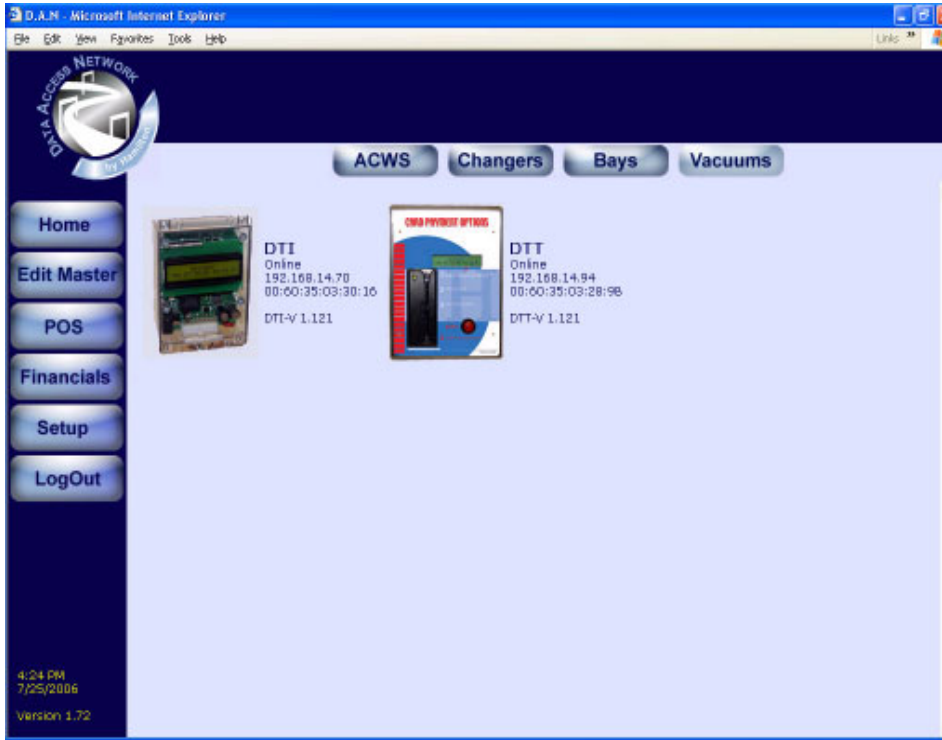 D.A.N - Microsoft Internet Explorer
File Edit View Favorites Tools Help
Links »
DATA ACCESS NETWORK
by Hamilton
ACWS Changers Bays Vacuums
Home
Edit Master
POS
Financials
Setup
LogOut
DTI
Online
192.168.14.70
00:60:35:03:30:16
DTI-V 1.121
CARD PAYMENT OPTIONS
DTT
Online
192.168.14.94
00:60:35:03:28:9B
DTT-V 1.121
4:24 PM
7/25/2006
Version 1.72